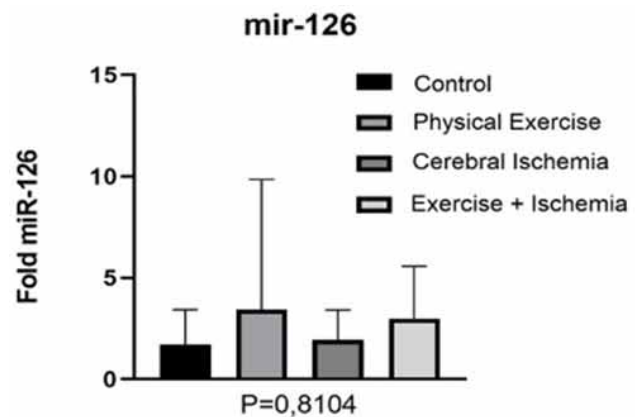 mir-126
15
10
5
0
Fold miR-126
Control
Physical Exercise
Cerebral Ischemia
Exercise + Ischemia
P=0,8104